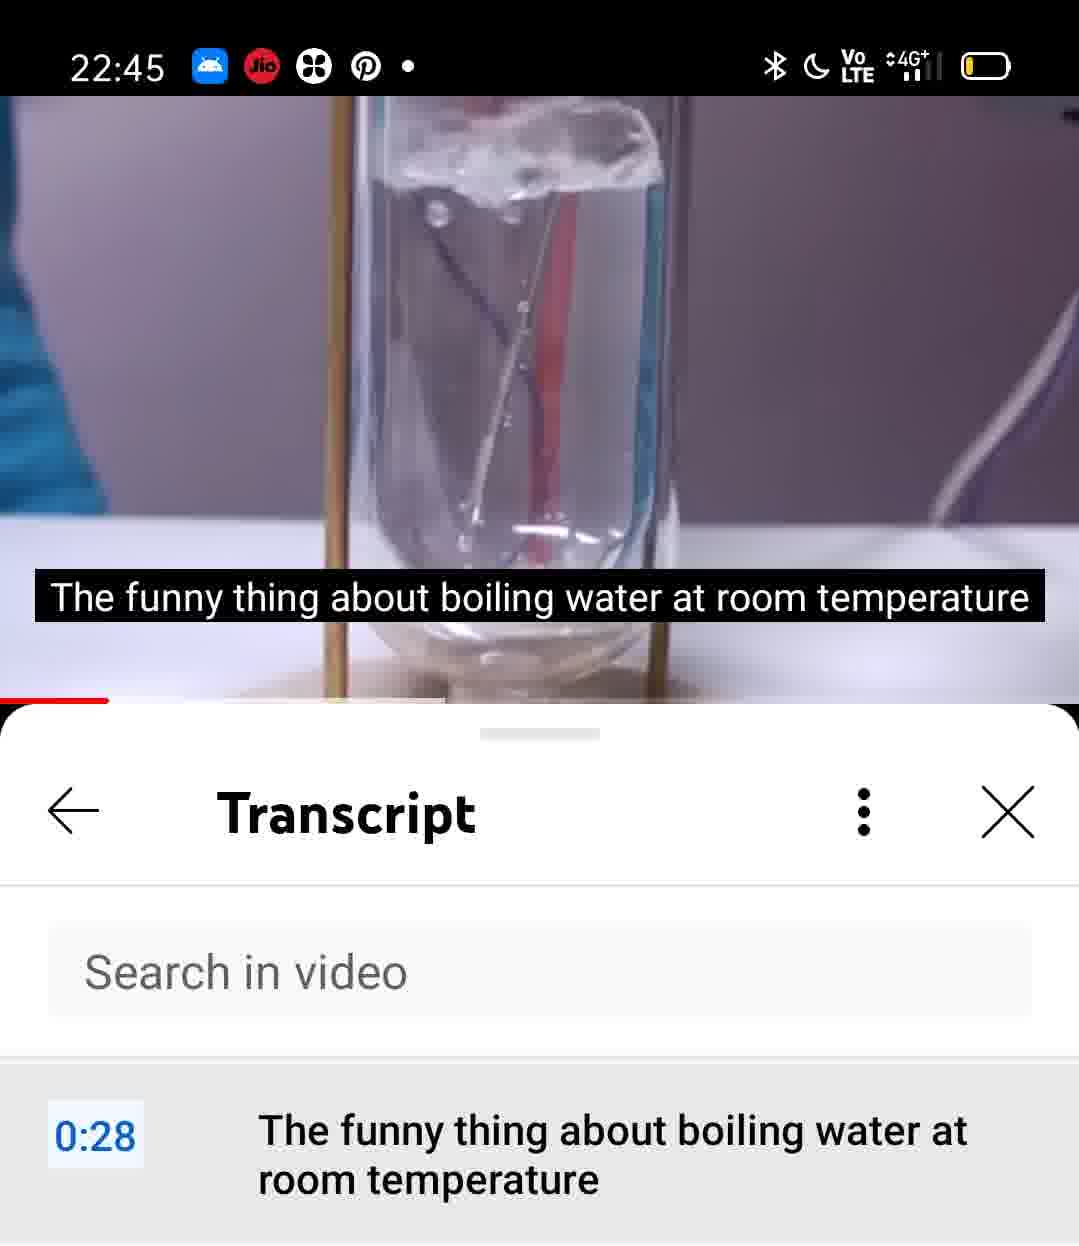 22:45
Jio
Vo
LTE
4G+
The funny thing about boiling water at room temperature
Transcript
Search in video
0:28
The funny thing about boiling water at
room temperature